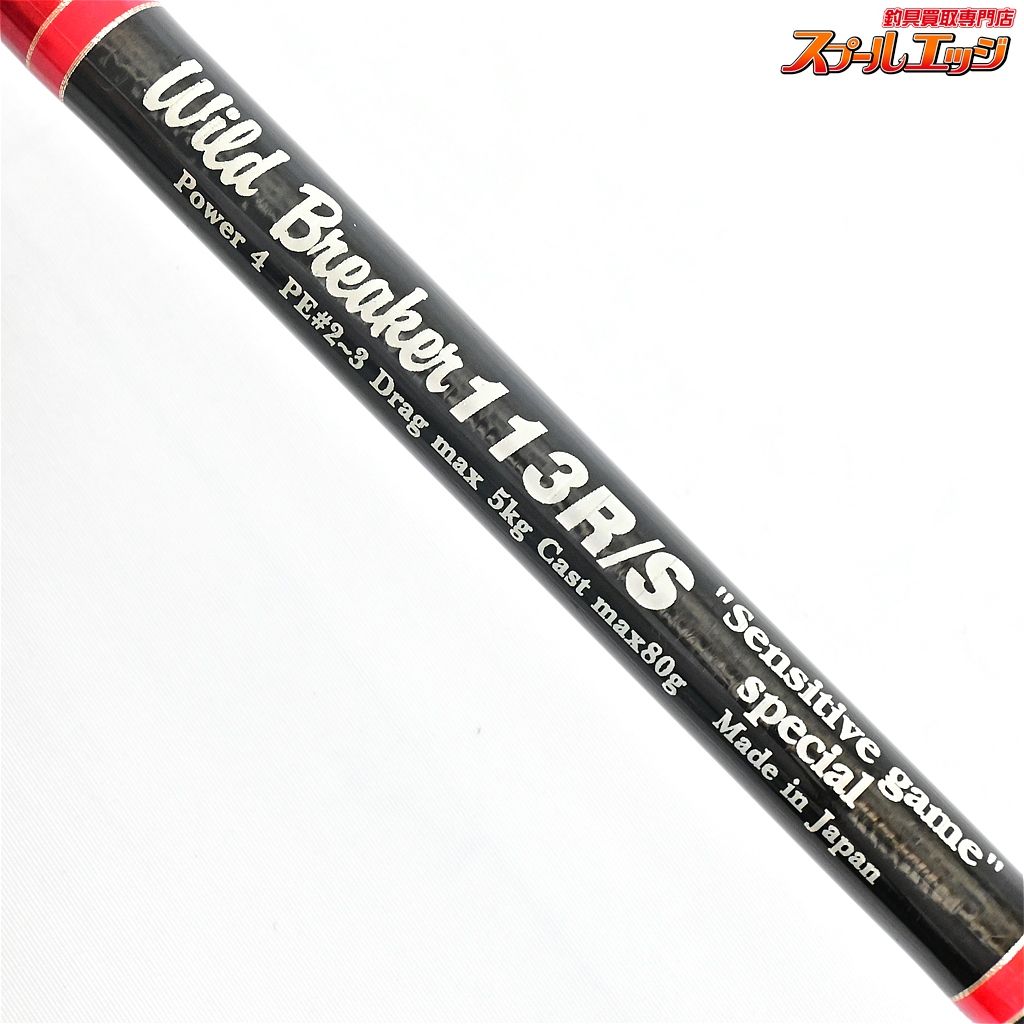 釣具買取専門店
スプールエッジ
Wild Breaker 113R/S
"Sensitive game"
special
Power 4 PE#2~3 Drag max 5kg Cast max80g Made in Japan